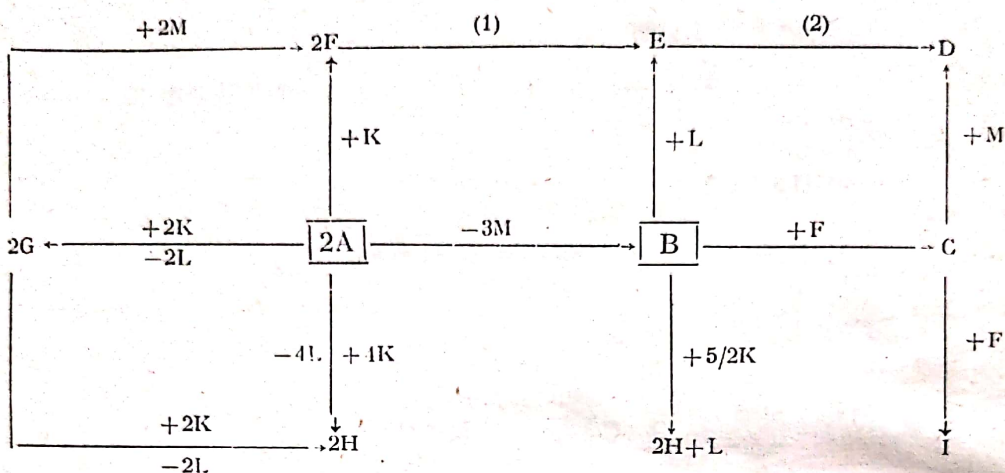 +2M (1) (2)
2F E D
+K +L +M
+2K -3M +F
2G 2A B C
-2L
-4L +4K +5/2K +F
+2K
2H 2H+L I
-2L